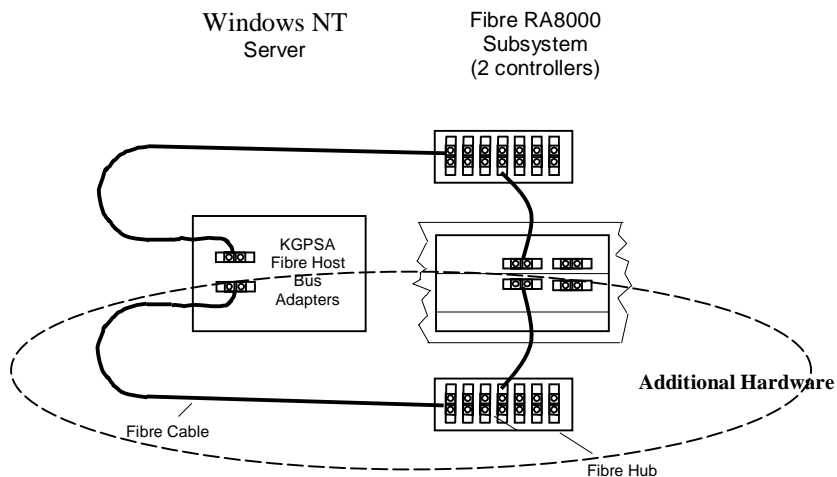 Windows NT
Server
Fibre RA8000
Subsystem
(2 controllers)
KGPSA
Fibre Host
Bus
Adapters
Additional Hardware
Fibre Cable
Fibre Hub